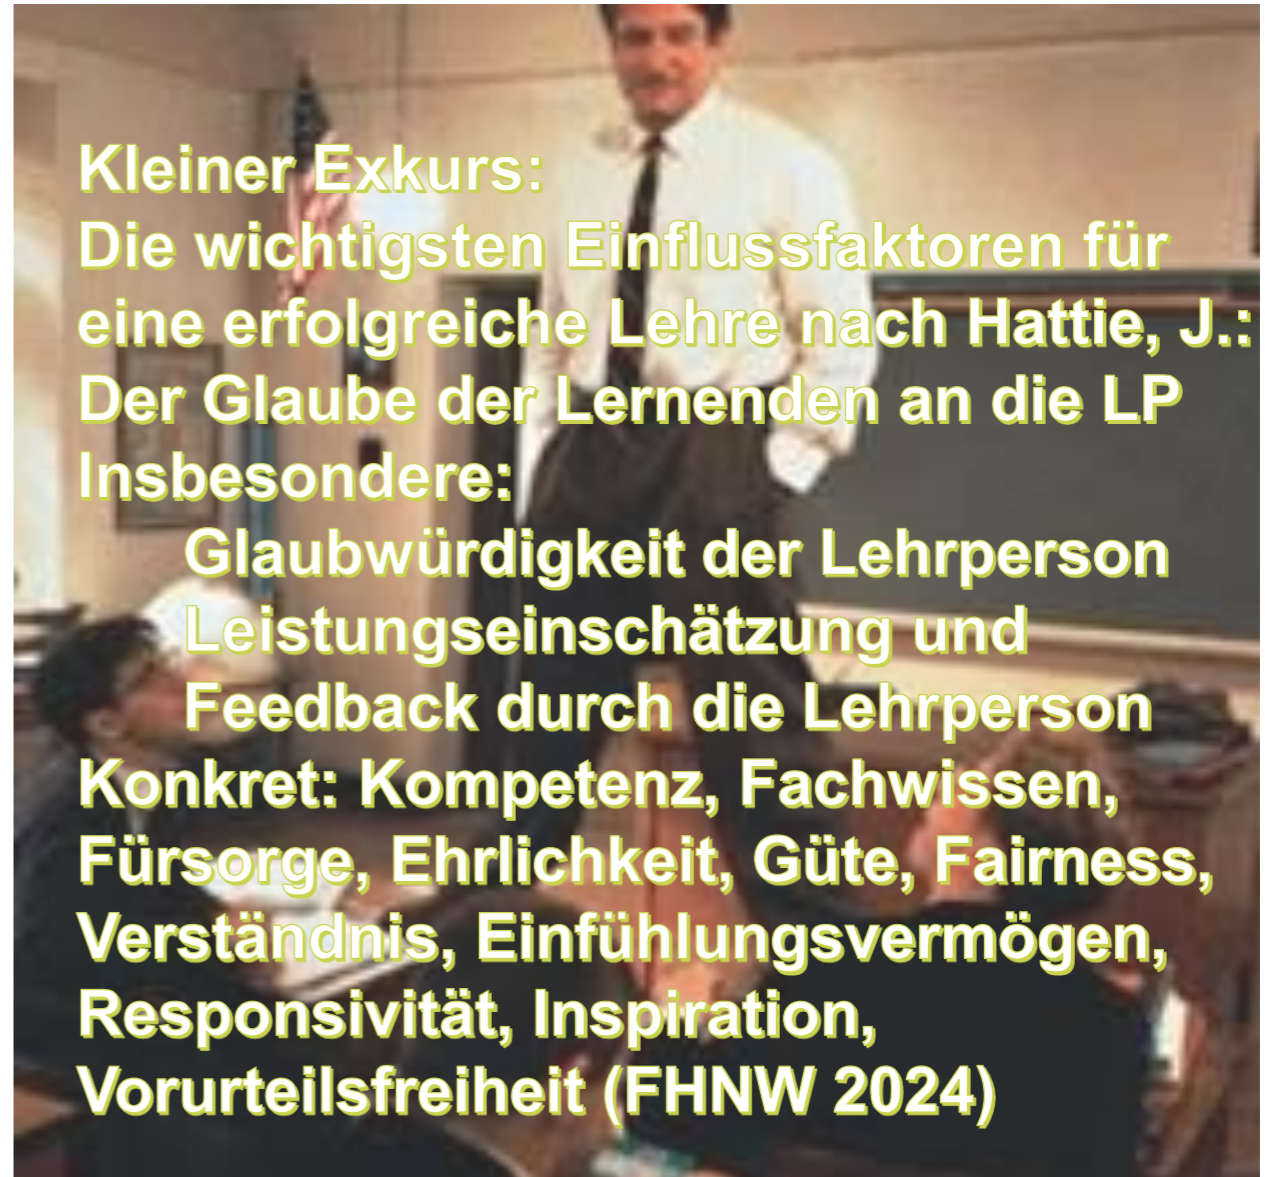 Kleiner Exkurs:
Die wichtigsten Einflussfaktoren für
eine erfolgreiche Lehre nach Hattie, J.:
Der Glaube der Lernenden an die LP
Insbesondere:
Glaubwürdigkeit der Lehrperson
Leistungseinschätzung und
Feedback durch die Lehrperson
Konkret: Kompetenz, Fachwissen,
Fürsorge, Ehrlichkeit, Güte, Fairness,
Verständnis, Einfühlungsvermögen,
Responsivität, Inspiration,
Vorurteilsfreiheit (FHNW 2024)